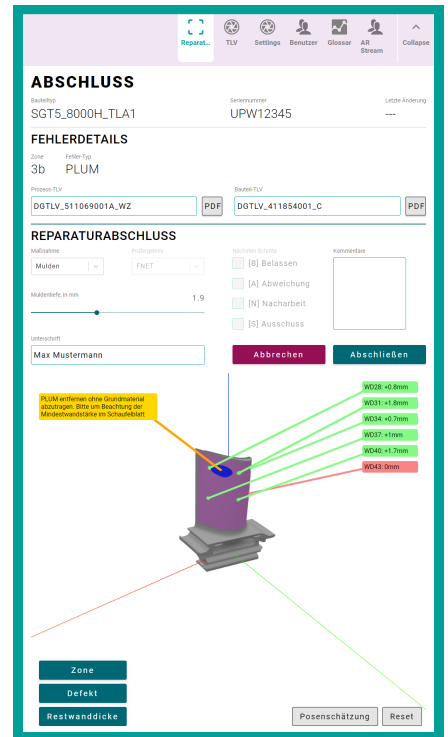 Reparat...
TLV
Settings
Benutzer
Glossar
AR
Stream
Collapse
ABSCHLUSS
Bauteiltyp
Seriennummer
Letzte Änderung
SGT5_8000H_TLA1
UPW12345
---
FEHLERDETAILS
Zone
Fehler-Typ
3b
PLUM
Prozess-TLV
Bauteil-TLV
DGTLV_511069001A_WZ
PDF
DGTLV_411854001_C
PDF
REPARATURABSCHLUSS
Maßnahme
Prüfergebnis
Nächsten Schritte
Kommentare
Mulden
FNET
[B] Belassen
[A] Abweichung
[N] Nacharbeit
[S] Ausschuss
Muldentiefe, in mm
1.9
Unterschrift
Max Mustermann
Abbrechen
Abschließen
PLUM entfernen ohne Grundmaterial
abzutragen. Bitte um Beachtung der
Mindestwandstärke im Schaufelblatt
WD28: +0.8mm
WD31: +1.8mm
WD34: +0.7mm
WD37: +1mm
WD40: +1.7mm
WD43: 0mm
Zone
Defekt
Restwanddicke
Posenschätzung
Reset